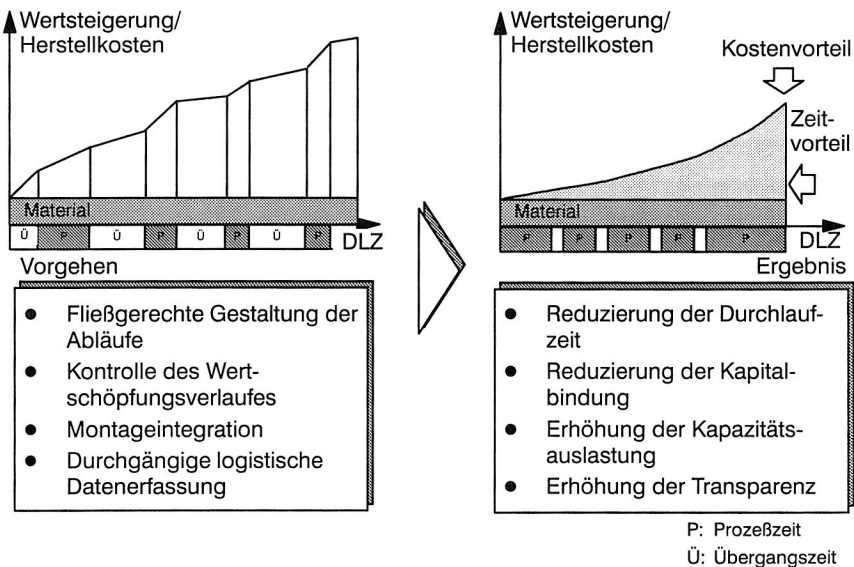 Wertsteigerung/
Herstellkosten
Material
Ü P Ü P Ü P Ü P
DLZ
Vorgehen
● Fließgerechte Gestaltung der
Abläufe
● Kontrolle des Wert-
schöpfungsverlaufes
● Montageintegration
● Durchgängige logistische
Datenerfassung
Wertsteigerung/
Herstellkosten
Kostenvorteil
Zeit-
vorteil
Material
P P P P P
DLZ
Ergebnis
● Reduzierung der Durchlauf-
zeit
● Reduzierung der Kapital-
bindung
● Erhöhung der Kapazitäts-
auslastung
● Erhöhung der Transparenz
P: Prozeßzeit
Ü: Übergangszeit